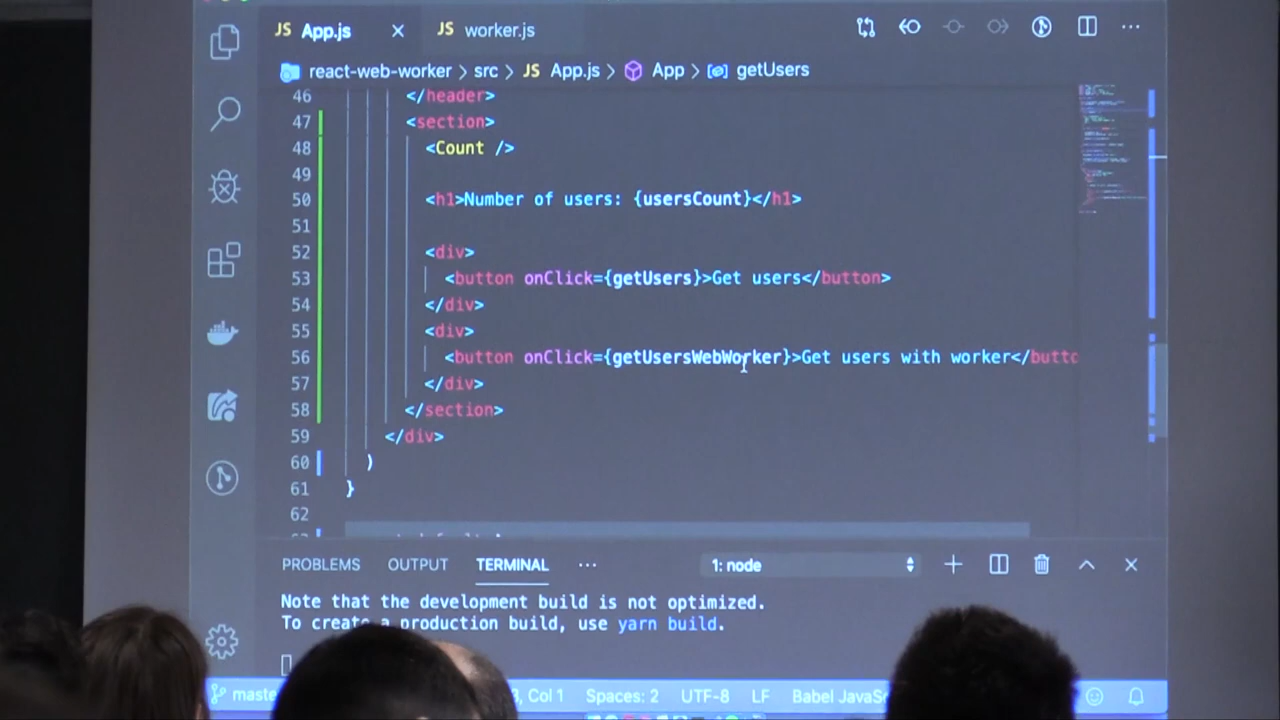 JS App.js × JS worker.js
react-web-worker > src > JS App.js > App > getUsers
46 </header>
47 <section>
48 <Count />
49
50 <h1>Number of users: {usersCount}</h1>
51
52 <div>
53 <button onClick={getUsers}>Get users</button>
54 </div>
55 <div>
56 <button onClick={getUsersWebWorker}>Get users with worker</butto
57 </div>
58 </section>
59 </div>
60 )
61 }
62
PROBLEMS OUTPUT TERMINAL ... 1: node
Note that the development build is not optimized.
To create a production build, use yarn build.
maste , Col 1 Spaces: 2 UTF-8 LF Babel JavaSc